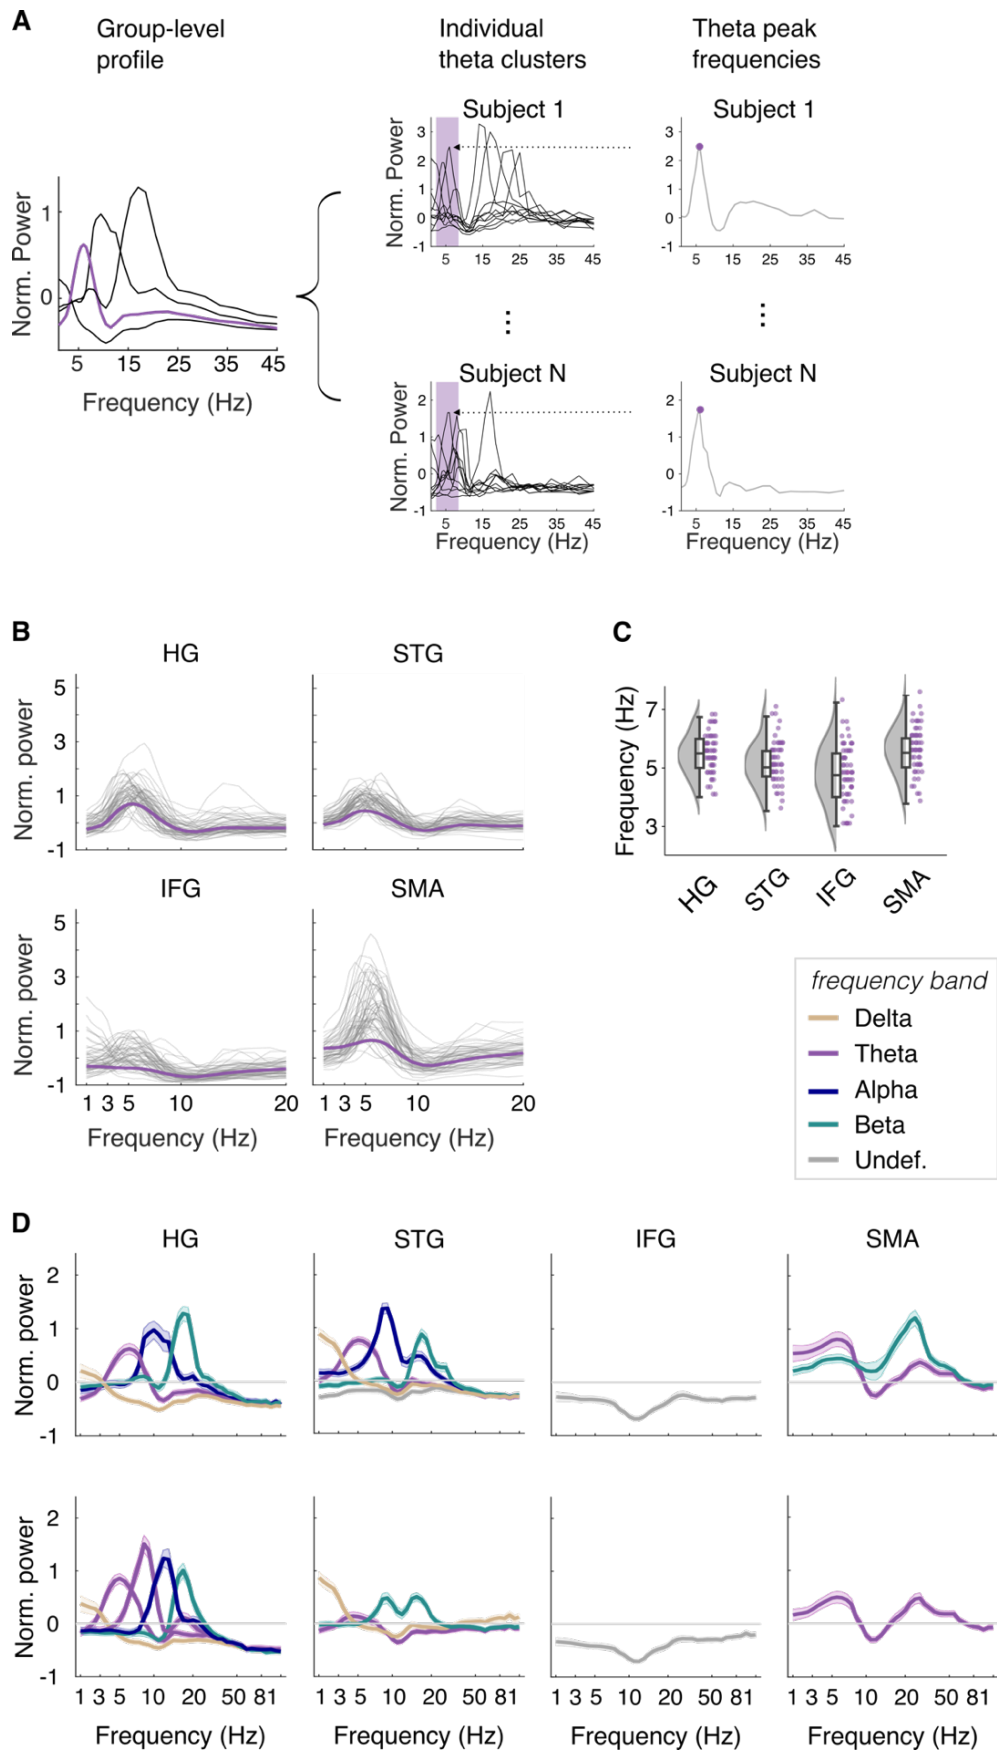 A
Group-level
profile
Individual
theta clusters
Theta peak
frequencies
Norm. Power
1
0
5 15 25 35 45
Frequency (Hz)
Subject 1
Norm. Power
3
2
1
0
-1
5 15 25 35 45
Subject 1
3
2
1
0
-1
5 15 25 35 45
Subject N
Norm. Power
2
1
0
-1
5 15 25 35 45
Frequency (Hz)
Subject N
2
1
0
-1
5 15 25 35 45
Frequency (Hz)
B
HG
STG
Norm. power
5
3
1
-1
IFG
SMA
Norm. power
5
3
1
-1
1 3 5 10 20
Frequency (Hz)
1 3 5 10 20
Frequency (Hz)
C
Frequency (Hz)
7
5
3
HG
STG
IFG
SMA
frequency band
Delta
Theta
Alpha
Beta
Undef.
D
HG
STG
IFG
SMA
Norm. power
2
1
0
-1
Norm. power
2
1
0
-1
1 3 5 10 20 50 81
Frequency (Hz)
1 3 5 10 20 50 81
Frequency (Hz)
1 3 5 10 20 50 81
Frequency (Hz)
1 3 5 10 20 50 81
Frequency (Hz)